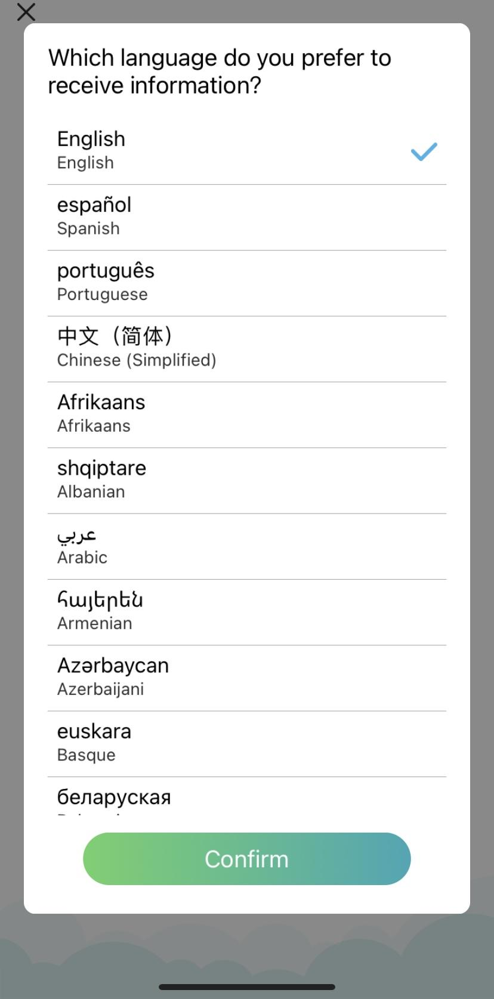 Which language do you prefer to
receive information?
English
English
español
Spanish
português
Portuguese
中文（简体）
Chinese (Simplified)
Afrikaans
Afrikaans
shqiptare
Albanian
عربي
Arabic
հայերեն
Armenian
Azərbaycan
Azerbaijani
euskara
Basque
беларуская
Confirm